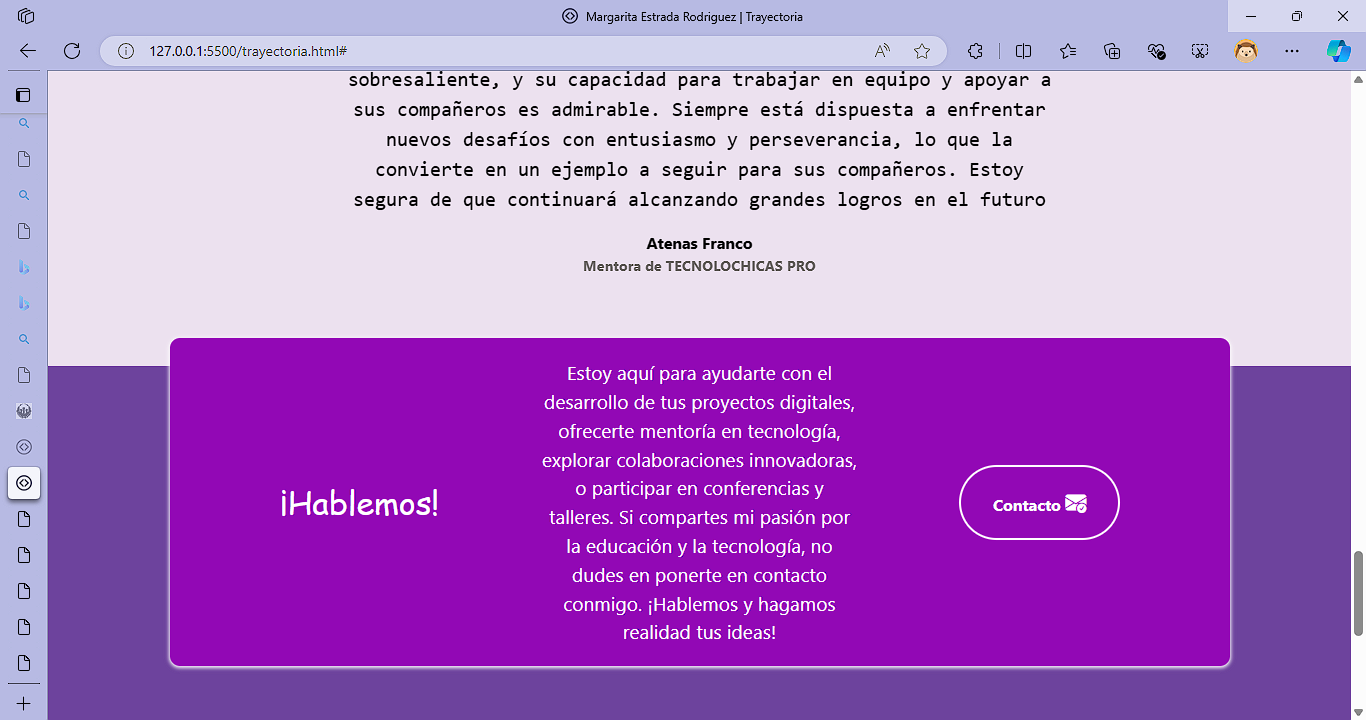 Margarita Estrada Rodriguez | Trayectoria
127.0.0.1:5500/trayectoria.html#
sobresaliente, y su capacidad para trabajar en equipo y apoyar a
sus compañeros es admirable. Siempre está dispuesta a enfrentar
nuevos desafíos con entusiasmo y perseverancia, lo que la
convierte en un ejemplo a seguir para sus compañeros. Estoy
segura de que continuará alcanzando grandes logros en el futuro
Atenas Franco
Mentora de TECNOLOCHICAS PRO
¡Hablemos!
Estoy aquí para ayudarte con el
desarrollo de tus proyectos digitales,
ofrecerte mentoría en tecnología,
explorar colaboraciones innovadoras,
o participar en conferencias y
talleres. Si compartes mi pasión por
la educación y la tecnología, no
dudes en ponerte en contacto
conmigo. ¡Hablemos y hagamos
realidad tus ideas!
Contacto